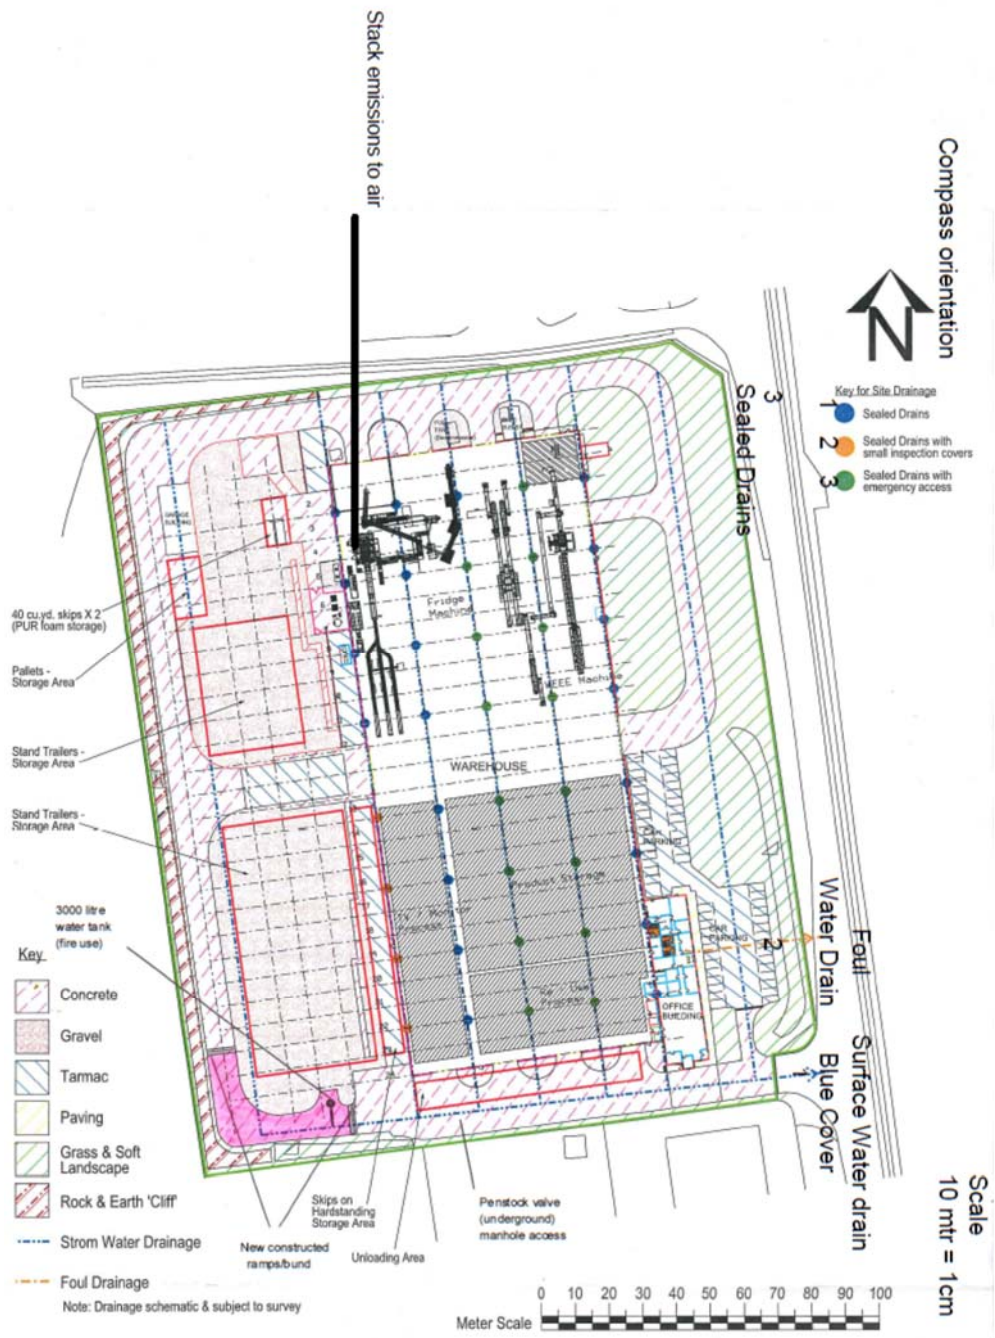 Stack emissions to air
Compass orientation
N
Key for Site Drainage
1
Sealed Drains
2
Sealed Drains with
small inspection covers
3
Sealed Drains with
emergency access
3
Sealed Drains
40 cu.yd. skips X 2
(PUR foam storage)
Pallets -
Storage Area
Stand Trailers -
Storage Area
Stand Trailers -
Storage Area
3000 litre
water tank
(fire use)
Fridge
Machine
WEEE Machine
WAREHOUSE
Product Storage
CAR
PARKING
CAR
PARKING
OFFICE
BUILDING
2
Foul
Water Drain
1
Surface Water drain
Blue Cover
Key
Concrete
Gravel
Tarmac
Paving
Grass & Soft
Landscape
Rock & Earth 'Cliff'
Strom Water Drainage
Foul Drainage
Note: Drainage schematic & subject to survey
New constructed
ramps/bund
Skips on
Hardstanding
Storage Area
Unloading Area
Penstock valve
(underground)
manhole access
Scale
10 mtr = 1cm
Meter Scale
0 10 20 30 40 50 60 70 80 90 100